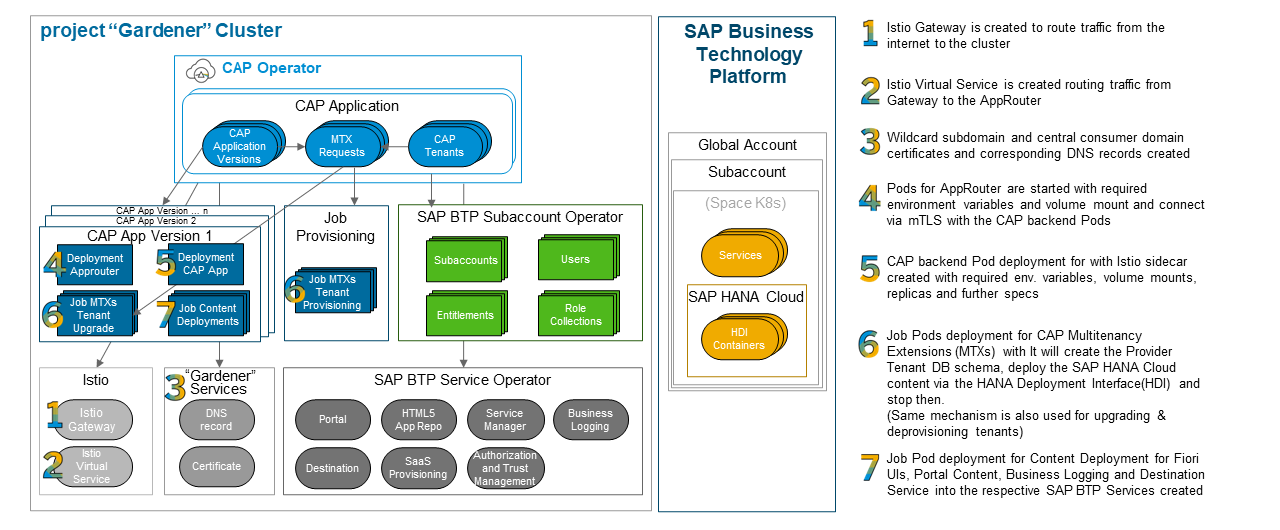 project “Gardener” Cluster
CAP Operator
CAP Application
CAP
Application
Versions
MTX
Requests
CAP
Tenants
CAP App Version ... n
CAP App Version 2
CAP App Version 1
4
Deployment
Approuter
5
Deployment
CAP App
6
Job MTXs
Tenant
Upgrade
7
Job Content
Deployments
Job
Provisioning
6
Job MTXs
Tenant
Provisioning
SAP BTP Subaccount Operator
Subaccounts
Users
Entitlements
Role
Collections
Istio
1
Istio
Gateway
2
Istio
Virtual
Service
3
“Gardener”
Services
DNS
record
Certificate
SAP BTP Service Operator
Portal
HTML5
App Repo
Service
Manager
Business
Logging
Destination
SaaS
Provisioning
Authorization
and Trust
Management
SAP Business
Technology
Platform
Global Account
Subaccount
(Space K8s)
Services
SAP HANA Cloud
HDI
Containers
1
Istio Gateway is created to route traffic from the
internet to the cluster
2
Istio Virtual Service is created routing traffic from
Gateway to the AppRouter
3
Wildcard subdomain and central consumer domain
certificates and corresponding DNS records created
4
Pods for AppRouter are started with required
environment variables and volume mount and connect
via mTLS with the CAP backend Pods
5
CAP backend Pod deployment for with Istio sidecar
created with required env. variables, volume mounts,
replicas and further specs
6
Job Pods deployment for CAP Multitenancy
Extensions (MTXs) with It will create the Provider
Tenant DB schema, deploy the SAP HANA Cloud
content via the HANA Deployment Interface(HDI) and
stop then.
(Same mechanism is also used for upgrading &
deprovisioning tenants)
7
Job Pod deployment for Content Deployment for Fiori
UIs, Portal Content, Business Logging and Destination
Service into the respective SAP BTP Services created